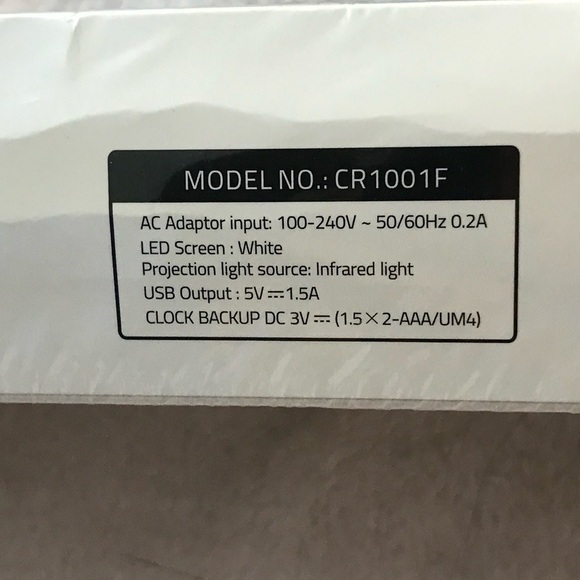 MODEL NO.: CR1001F
AC Adaptor input: 100-240V ~ 50/60Hz 0.2A
LED Screen : White
Projection light source: Infrared light
USB Output : 5V⎓1.5A
CLOCK BACKUP DC 3V⎓ (1.5×2-AAA/UM4)